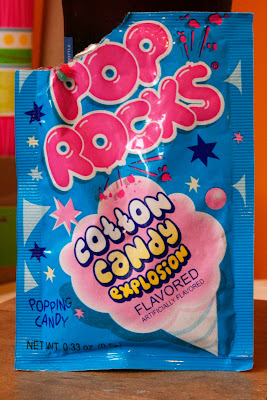 POP
ROCKS®
cotton
candy
explosion
FLAVORED
ARTIFICIALLY FLAVORED
POPPING
CANDY
NET WT. 0.33 oz